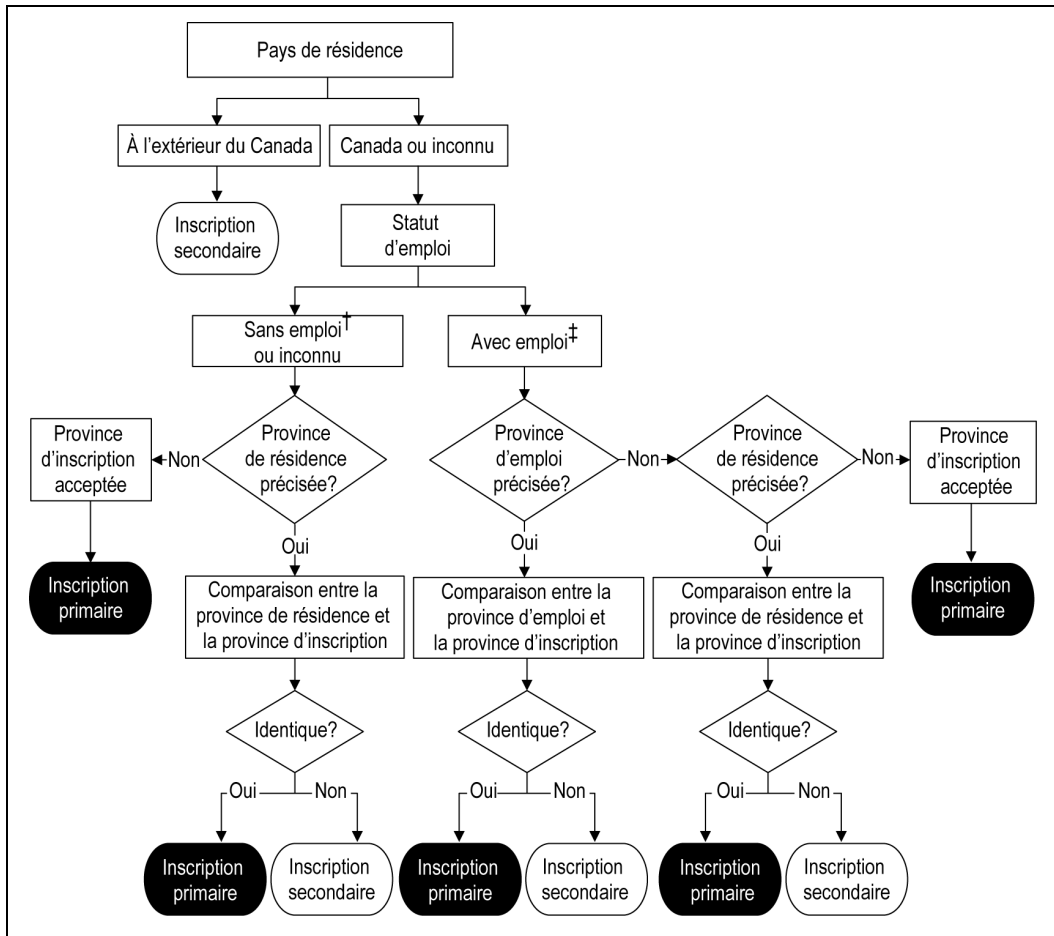 Pays de résidence
À l'extérieur du Canada
Canada ou inconnu
Inscription
secondaire
Statut
d'emploi
Sans emploi†
ou inconnu
Avec emploi‡
Province
d'inscription
acceptée
Non
Province
de résidence
précisée?
Province
d'emploi
précisée?
Non
Province
de résidence
précisée?
Non
Province
d'inscription
acceptée
Oui
Oui
Oui
Inscription
primaire
Comparaison entre la
province de résidence et
la province d'inscription
Comparaison entre la
province d'emploi et
la province d'inscription
Comparaison entre la
province de résidence et
la province d'inscription
Inscription
primaire
Identique?
Identique?
Identique?
Oui
Non
Oui
Non
Oui
Non
Inscription
primaire
Inscription
secondaire
Inscription
primaire
Inscription
secondaire
Inscription
primaire
Inscription
secondaire